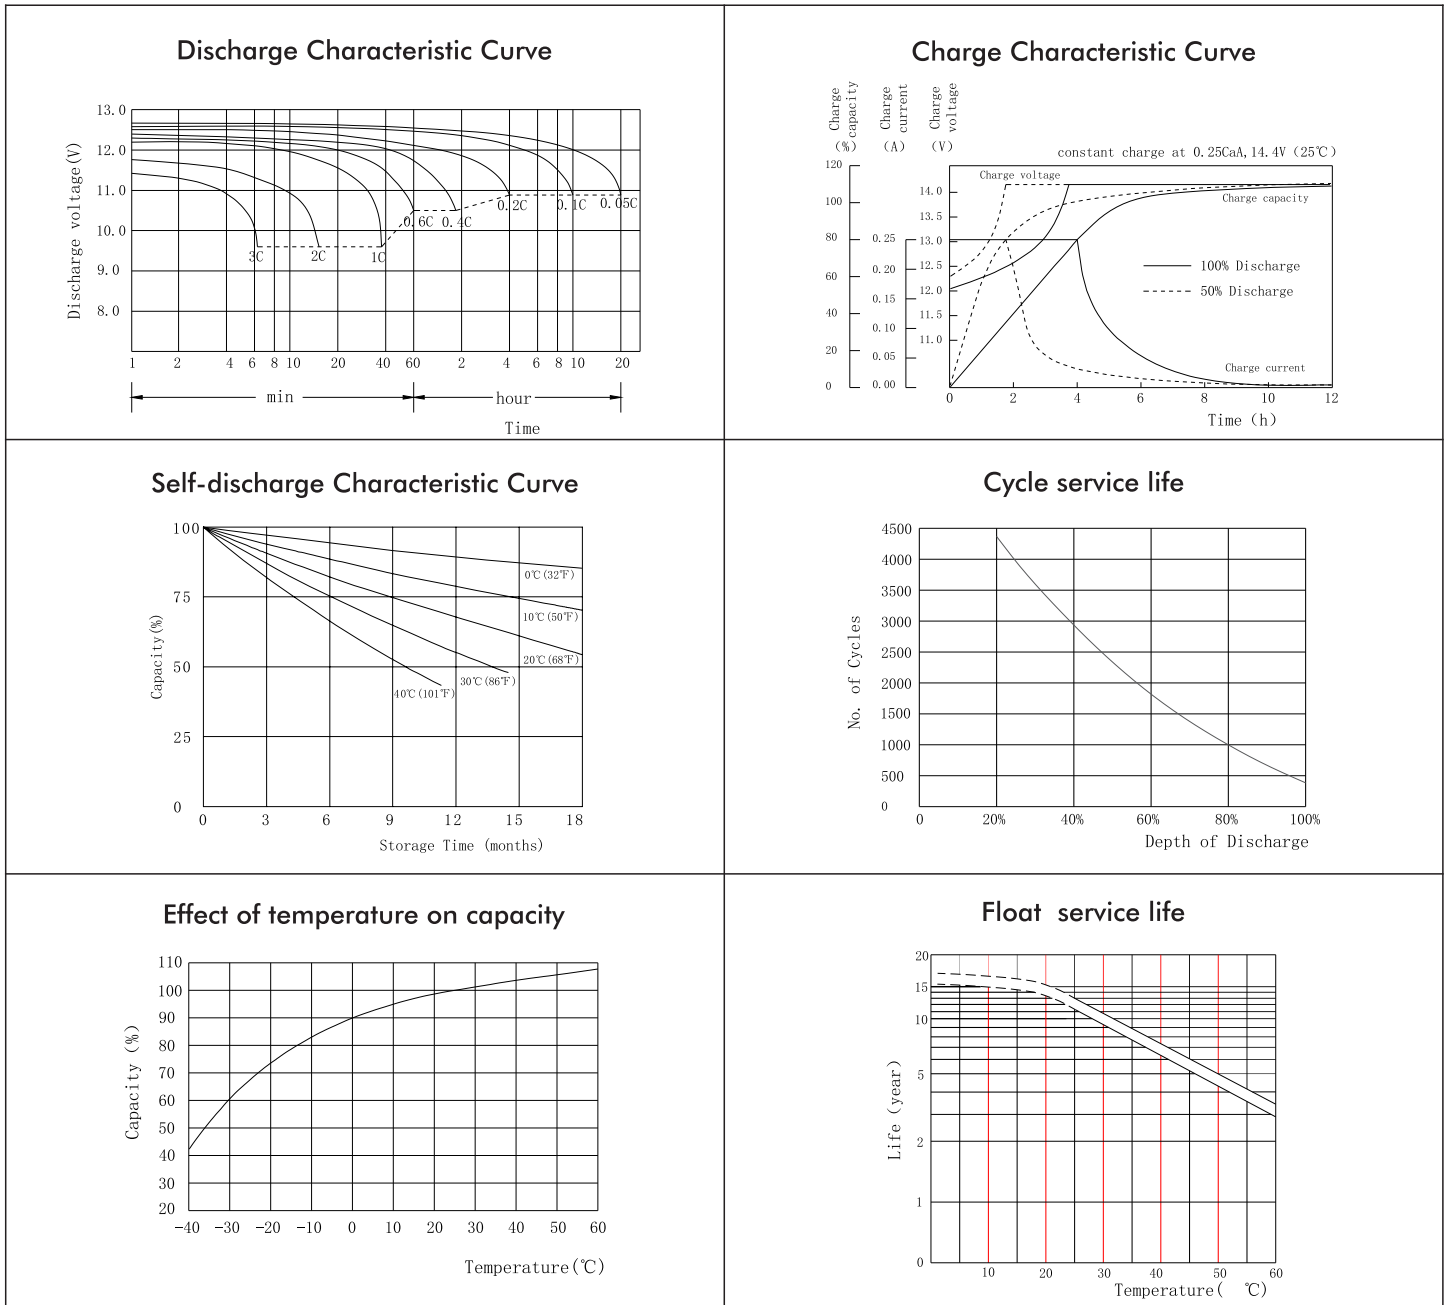 Discharge Characteristic Curve
Discharge voltage(V)
13.0
12.0
11.0
10.0
9.0
8.0
3C
2C
1C
0.6C
0.4C
0.2C
0.1C
0.05C
1 2 4 6 8 10 20 40 60 2 4 6 8 10 20
min
hour
Time
Charge Characteristic Curve
Charge capacity
(%)
Charge current
(A)
Charge voltage
(V)
constant charge at 0.25CaA,14.4V (25℃)
120
100
80
60
40
20
0
0.25
0.20
0.15
0.10
0.05
0.00
14.0
13.5
13.0
12.5
12.0
11.5
11.0
Charge voltage
Charge capacity
100% Discharge
50% Discharge
Charge current
0 2 4 6 8 10 12
Time (h)
Self-discharge Characteristic Curve
Capacity(%)
100
75
50
25
0
0℃(32℉)
10℃(50℉)
20℃(68℉)
30℃(86℉)
40℃(101℉)
0 3 6 9 12 15 18
Storage Time (months)
Cycle service life
No. of Cycles
4500
4000
3500
3000
2500
2000
1500
1000
500
0
0 20% 40% 60% 80% 100%
Depth of Discharge
Effect of temperature on capacity
Capacity (%)
110
100
90
80
70
60
50
40
30
20
-40 -30 -20 -10 0 10 20 30 40 50 60
Temperature(℃)
Float service life
Life (year)
20
15
10
5
2
1
0
10 20 30 40 50 60
Temperature( ℃)